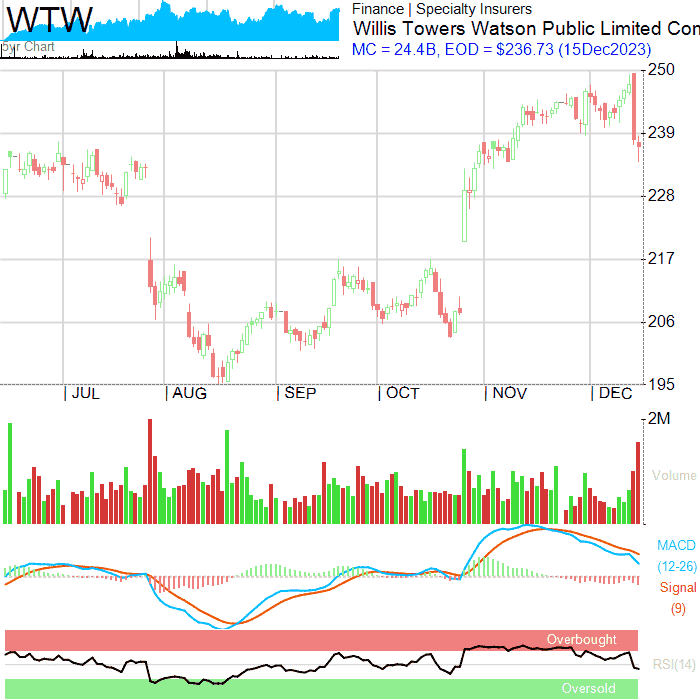 WTW
5yr Chart
Finance | Specialty Insurers
Willis Towers Watson Public Limited Con
MC = 24.4B, EOD = $236.73 (15Dec2023)
250
239
228
217
206
195
JUL AUG SEP OCT NOV DEC
2M
Volume
MACD
(12-26)
Signal
(9)
Overbought
RSI(14)
Oversold